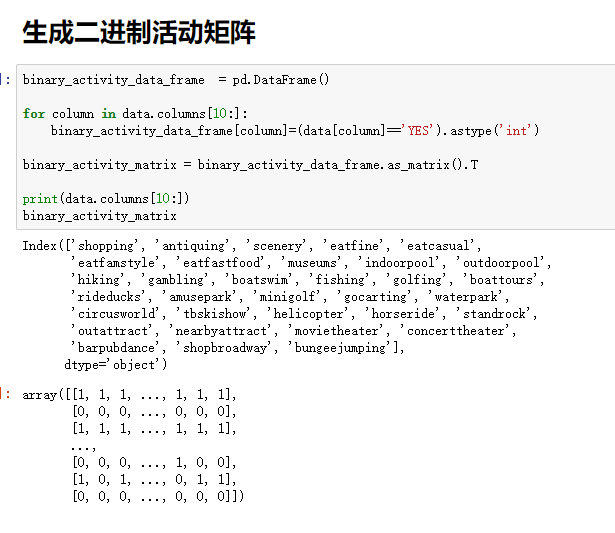 生成二进制活动矩阵
]: binary_activity_data_frame  = pd.DataFrame()
for column in data.columns[10:]:
    binary_activity_data_frame[column]=(data[column]=='YES').astype('int')
binary_activity_matrix = binary_activity_data_frame.as_matrix().T
print(data.columns[10:])
binary_activity_matrix
Index(['shopping', 'antiquing', 'scenery', 'eatfine', 'eatcasual',
       'eatfamstyle', 'eatfastfood', 'museums', 'indoorpool', 'outdoorpool',
       'hiking', 'gambling', 'boatswim', 'fishing', 'golfing', 'boattours',
       'rideducks', 'amusepark', 'minigolf', 'gocarting', 'waterpark',
       'circusworld', 'tbskishow', 'helicopter', 'horseride', 'standrock',
       'outattract', 'nearbyattract', 'movietheater', 'concerttheater',
       'barpubdance', 'shopbroadway', 'bungeejumping'],
      dtype='object')
]: array([[1, 1, 1, ..., 1, 1, 1],
       [0, 0, 0, ..., 0, 0, 0],
       [1, 1, 1, ..., 1, 1, 1],
       ...,
       [0, 0, 0, ..., 1, 0, 0],
       [1, 0, 1, ..., 0, 1, 1],
       [0, 0, 0, ..., 0, 0, 0]])